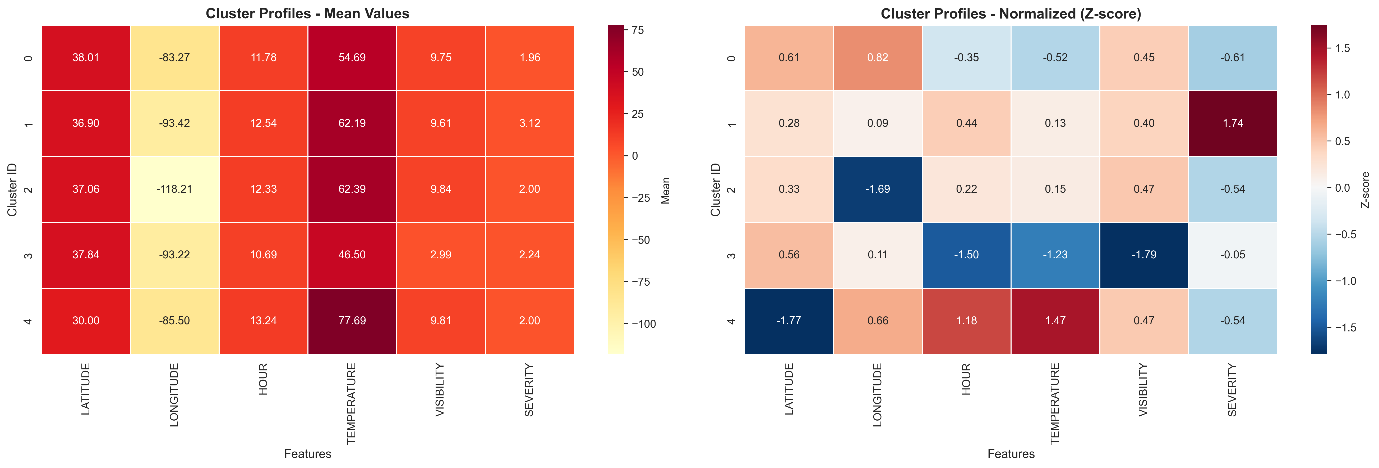 Cluster Profiles - Mean Values
Cluster ID
0 38.01 -83.27 11.78 54.69 9.75 1.96
1 36.90 -93.42 12.54 62.19 9.61 3.12
2 37.06 -118.21 12.33 62.39 9.84 2.00
3 37.84 -93.22 10.69 46.50 2.99 2.24
4 30.00 -85.50 13.24 77.69 9.81 2.00
LATITUDE LONGITUDE HOUR TEMPERATURE VISIBILITY SEVERITY
Features
75
50
25
0
−25
−50
−75
−100
Mean
Cluster Profiles - Normalized (Z-score)
Cluster ID
0 0.61 0.82 -0.35 -0.52 0.45 -0.61
1 0.28 0.09 0.44 0.13 0.40 1.74
2 0.33 -1.69 0.22 0.15 0.47 -0.54
3 0.56 0.11 -1.50 -1.23 -1.79 -0.05
4 -1.77 0.66 1.18 1.47 0.47 -0.54
LATITUDE LONGITUDE HOUR TEMPERATURE VISIBILITY SEVERITY
Features
1.5
1.0
0.5
0.0
−0.5
−1.0
−1.5
Z-score